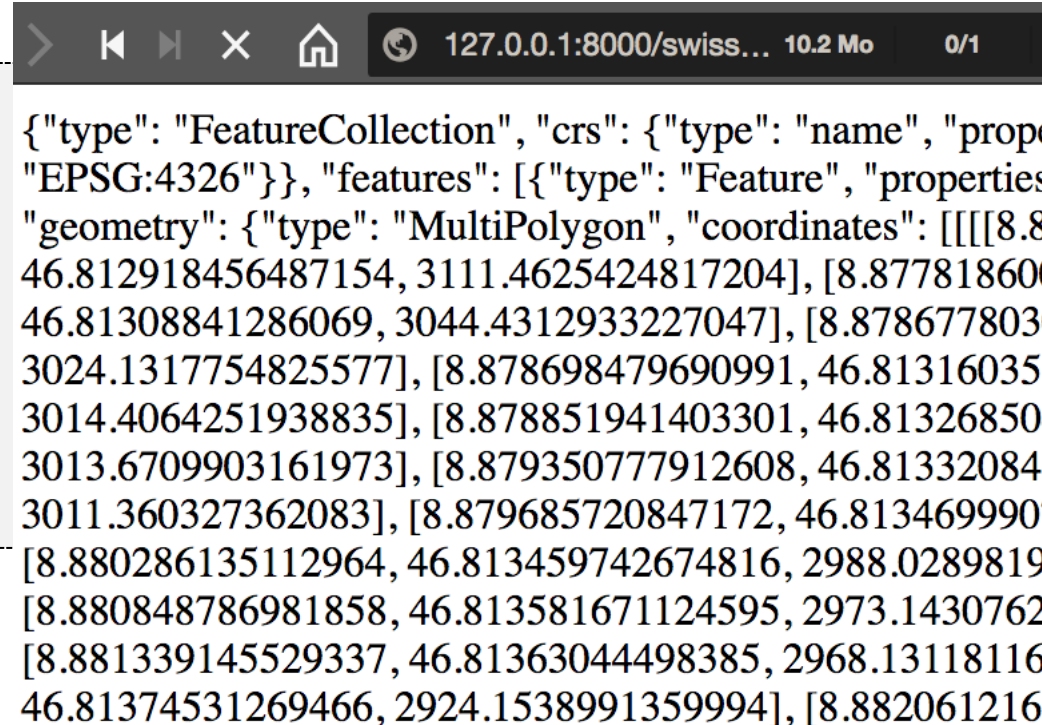 127.0.0.1:8000/swiss... 10.2 Mo 0/1
{"type": "FeatureCollection", "crs": {"type": "name", "prope
"EPSG:4326"}}, "features": [{"type": "Feature", "properties
"geometry": {"type": "MultiPolygon", "coordinates": [[[[8.8
46.812918456487154, 3111.4625424817204], [8.87781860
46.81308841286069, 3044.4312933227047], [8.878677803
3024.1317754825577], [8.878698479690991, 46.81316035
3014.4064251938835], [8.878851941403301, 46.81326850
3013.6709903161973], [8.879350777912608, 46.81332084
3011.360327362083], [8.879685720847172, 46.813469990
[8.880286135112964, 46.813459742674816, 2988.0289819
[8.880848786981858, 46.813581671124595, 2973.1430762
[8.881339145529337, 46.81363044498385, 2968.13118116
46.81374531269466, 2924.1538991359994], [8.882061216